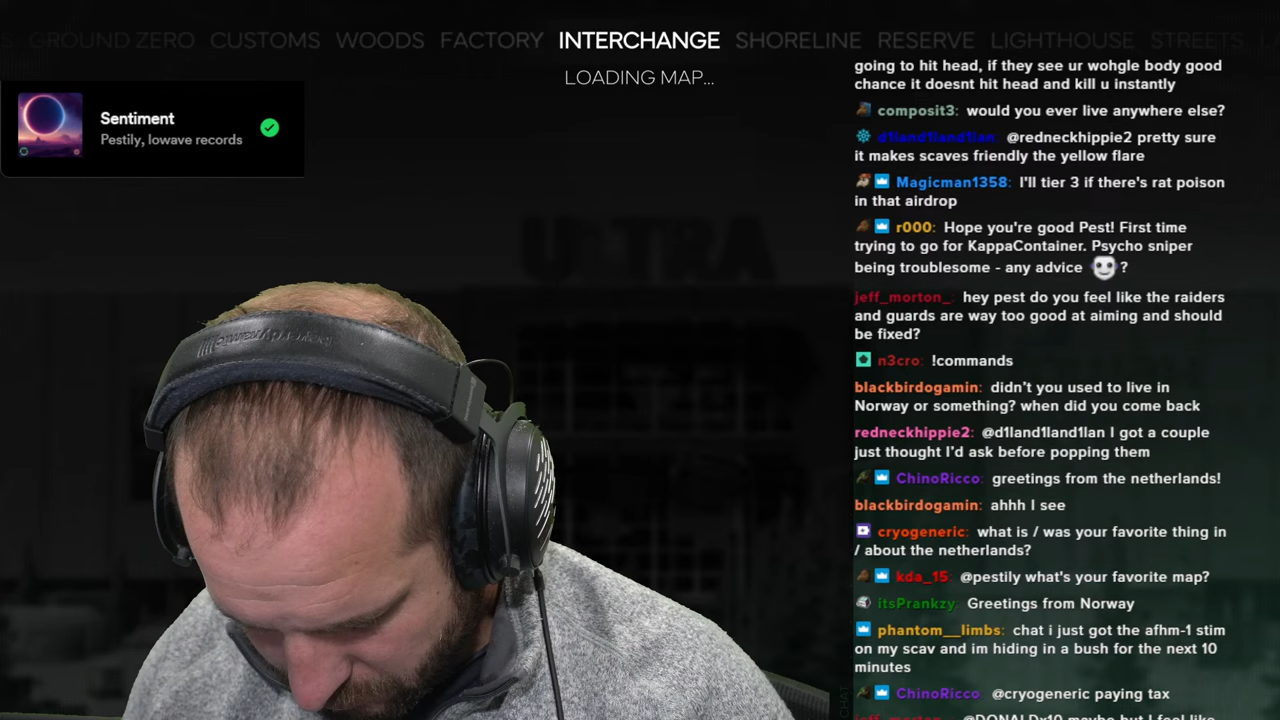 GROUND ZERO CUSTOMS WOODS FACTORY INTERCHANGE SHORELINE RESERVE LIGHTHOUSE STREETS
LOADING MAP...
Sentiment
Pestily, lowave records
ULTRA
beyerdynamic
going to hit head, if they see ur wohgle body good
chance it doesnt hit head and kill u instantly
composit3: would you ever live anywhere else?
d1land1land1lan: @redneckhippie2 pretty sure
it makes scaves friendly the yellow flare
Magicman1358: I'll tier 3 if there's rat poison
in that airdrop
r000: Hope you're good Pest! First time
trying to go for KappaContainer. Psycho sniper
being troublesome - any advice ?
jeff_morton_: hey pest do you feel like the raiders
and guards are way too good at aiming and should
be fixed?
n3cro: !commands
blackbirdogamin: didn't you used to live in
Norway or something? when did you come back
redneckhippie2: @d1land1land1lan I got a couple
just thought I'd ask before popping them
ChinoRicco: greetings from the netherlands!
blackbirdogamin: ahhh I see
cryogeneric: what is / was your favorite thing in
/ about the netherlands?
kda_15: @pestily what's your favorite map?
itsPrankzy: Greetings from Norway
phantom__limbs: chat i just got the afhm-1 stim
on my scav and im hiding in a bush for the next 10
minutes
ChinoRicco: @cryogeneric paying tax
CHAT